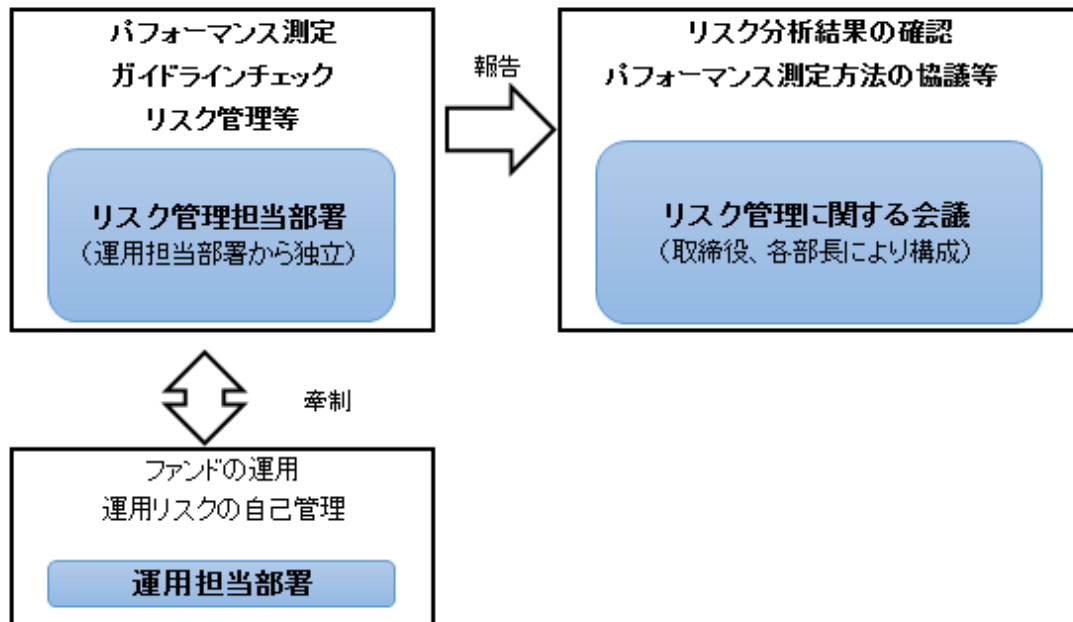 パフォーマンス測定
ガイドラインチェック
リスク管理等
リスク管理担当部署
（運用担当部署から独立）
報告
リスク分析結果の確認
パフォーマンス測定方法の協議等
リスク管理に関する会議
（取締役、各部長により構成）
牽制
ファンドの運用
運用リスクの自己管理
運用担当部署